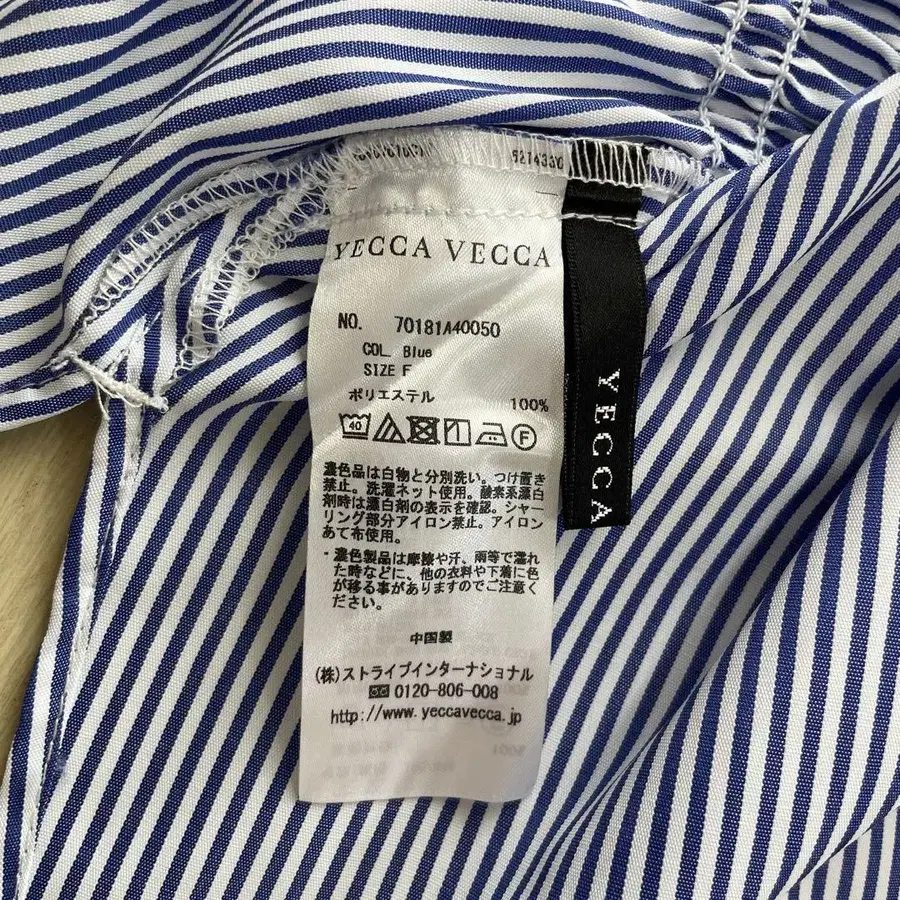 YECCA VECCA
NO. 70181A40050
COL. Blue
SIZE F
ポリエステル 100%
40
F
濃色品は白物と分別洗い。つけ置き
禁止。洗濯ネット使用。酸素系漂白
剤時は漂白剤の表示を確認。シャー
リング部分アイロン禁止。アイロン
あて布使用。
・濃色製品は摩擦や汗、雨等で濡れ
た時などに、他の衣料や下着に色
が移る事がありますのでご注意く
ださい。
中国製
(株)ストライプインターナショナル
0120-806-008
http://www.yeccavecca.jp
YECCA